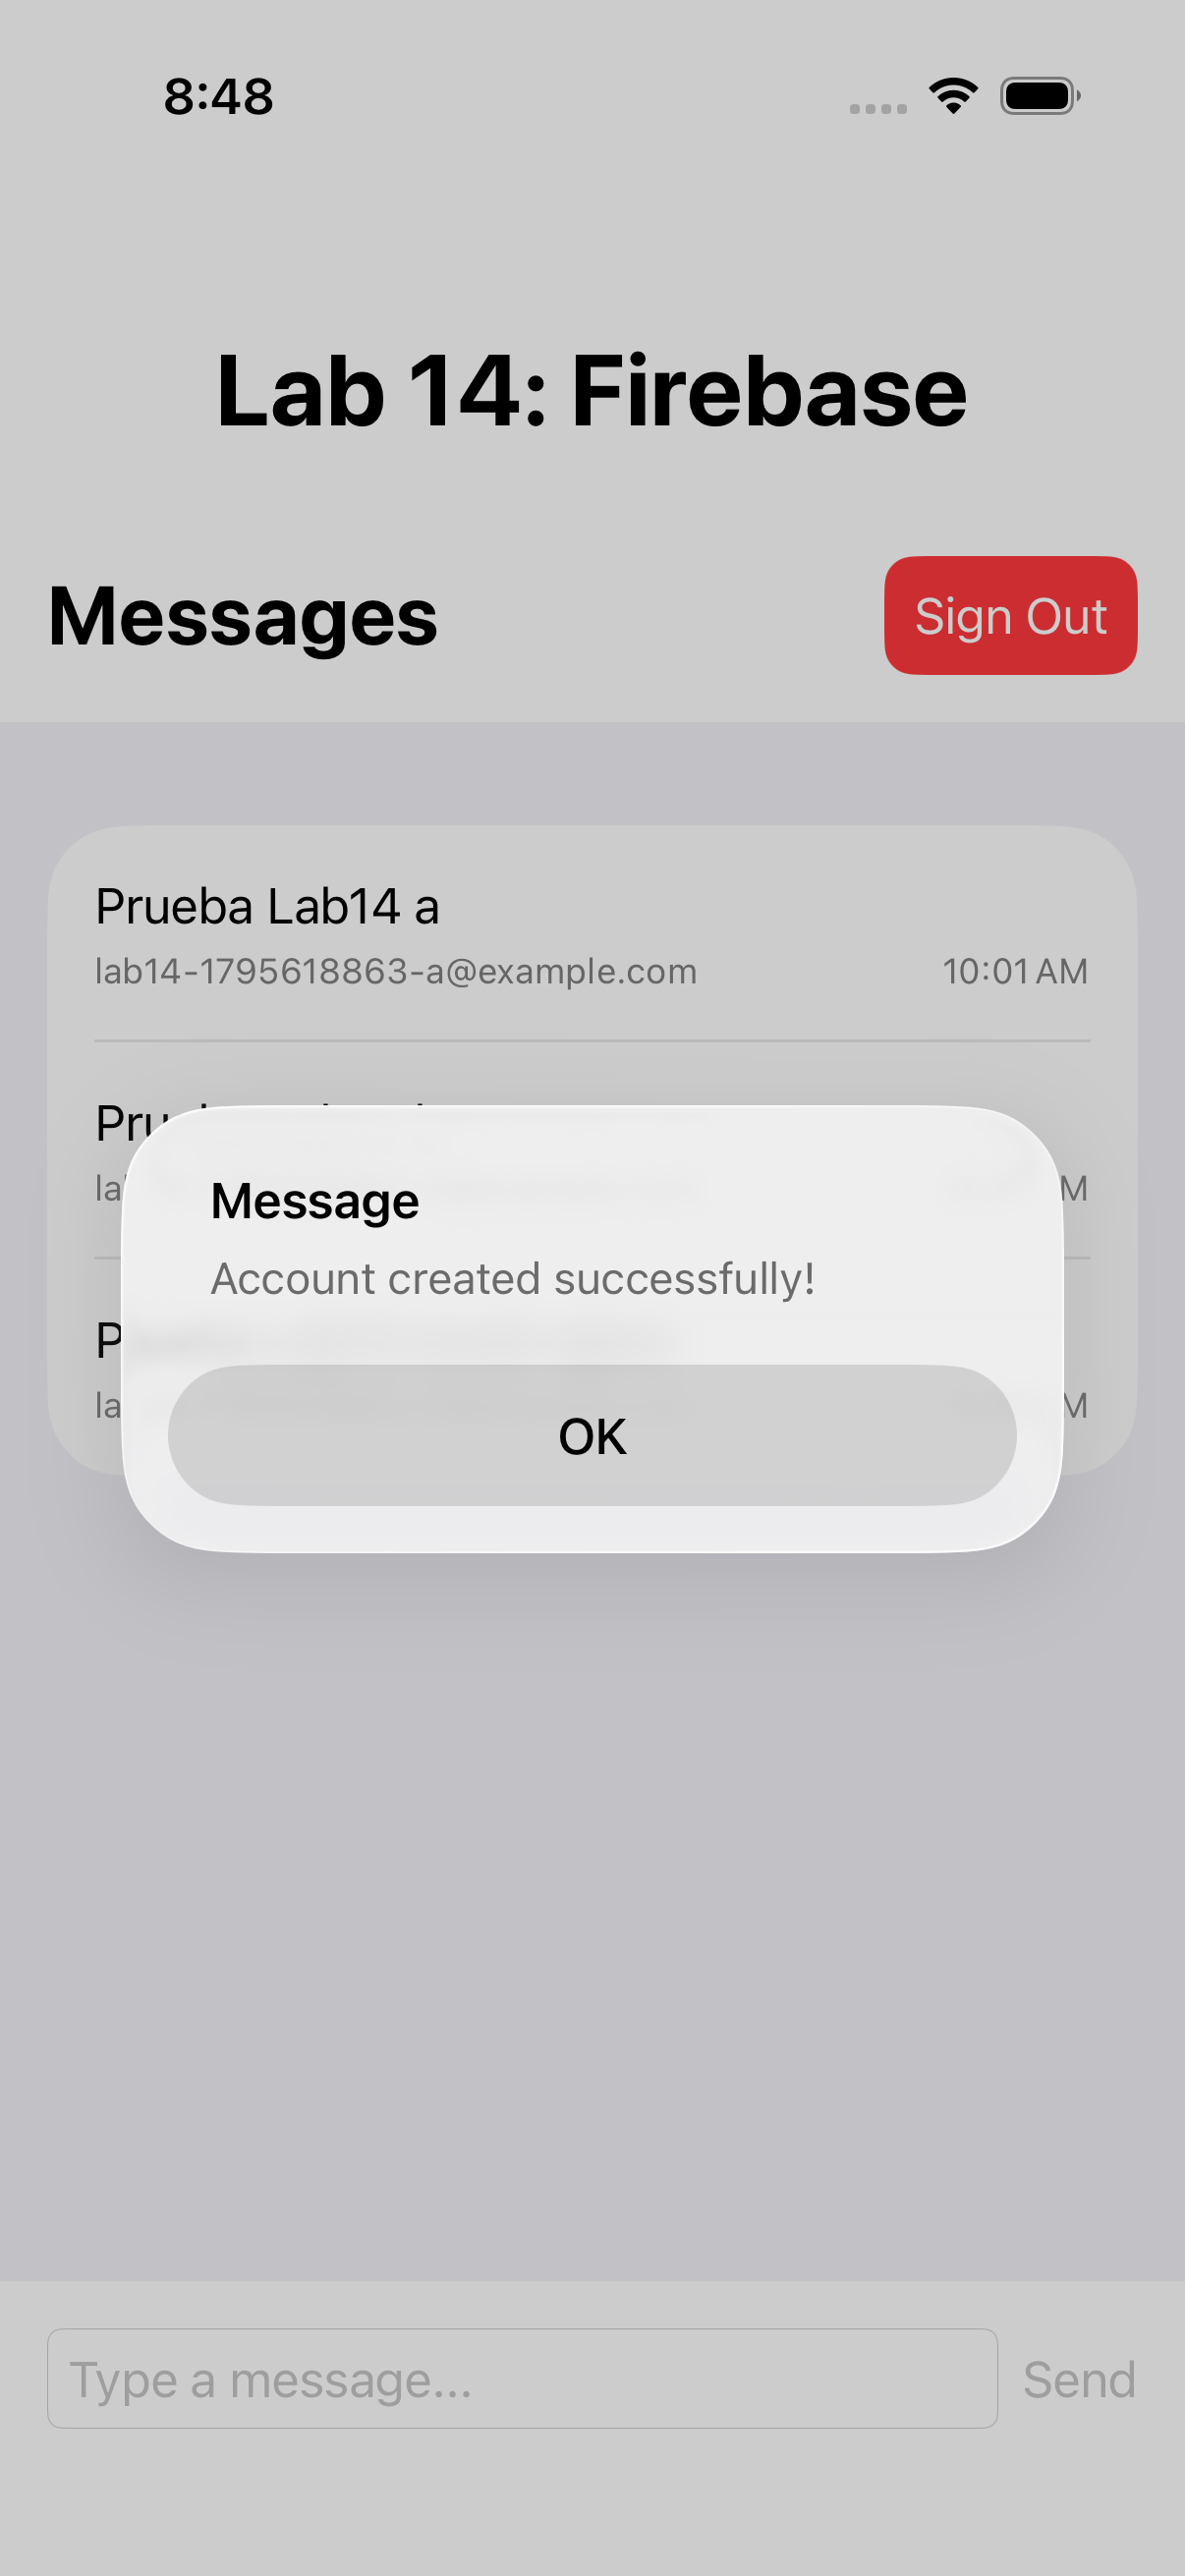 8:48
Lab 14: Firebase
Messages
Sign Out
Prueba Lab14 a
lab14-1795618863-a@example.com
10:01 AM
Message
Account created successfully!
OK
Type a message...
Send